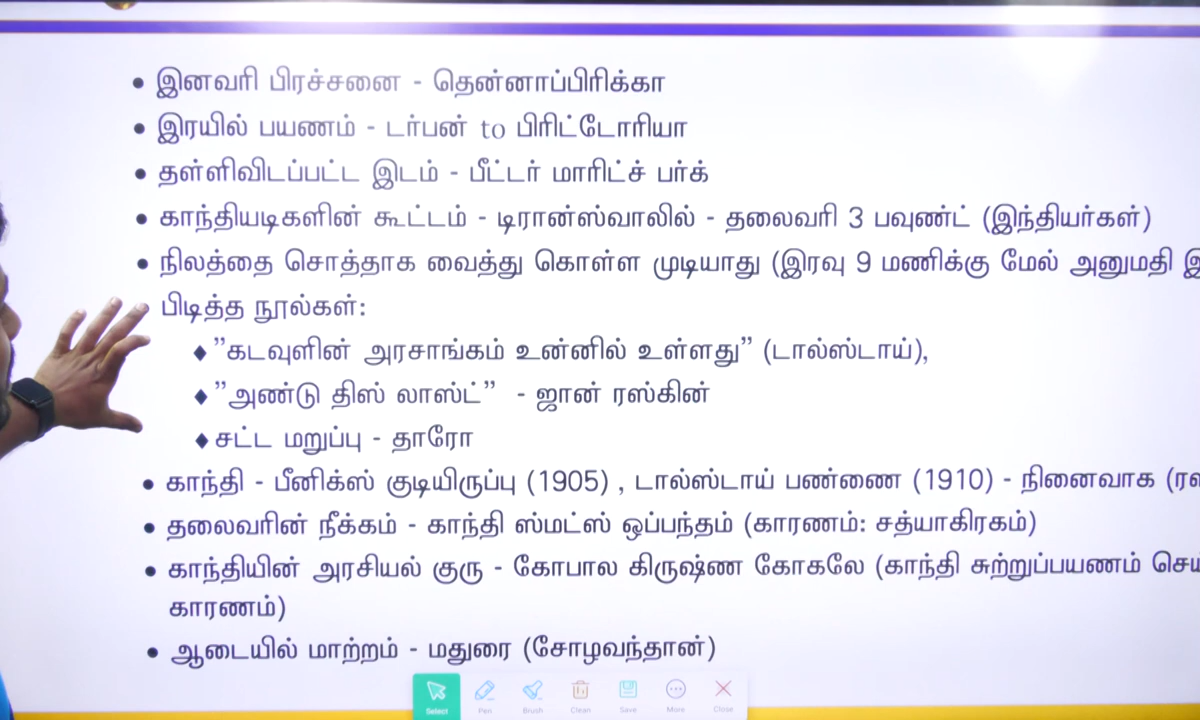 • இனவரி பிரச்சனை - தென்னாப்பிரிக்கா
• இரயில் பயணம் - டர்பன் to பிரிட்டோரியா
• தள்ளிவிடப்பட்ட இடம் - பீட்டர் மாரிட்ச் பர்க்
• காந்தியடிகளின் கூட்டம் - டிரான்ஸ்வாலில் - தலைவரி 3 பவுண்ட் (இந்தியர்கள்)
• நிலத்தை சொத்தாக வைத்து கொள்ள முடியாது (இரவு 9 மணிக்கு மேல் அனுமதி
பிடித்த நூல்கள்:
♦ ”கடவுளின் அரசாங்கம் உன்னில் உள்ளது” (டால்ஸ்டாய்),
♦ ”அண்டு திஸ் லாஸ்ட்” - ஜான் ரஸ்கின்
♦ சட்ட மறுப்பு - தாரோ
• காந்தி - பீனிக்ஸ் குடியிருப்பு (1905) , டால்ஸ்டாய் பண்ணை (1910) - நினைவாக
• தலைவரின் நீக்கம் - காந்தி ஸ்மட்ஸ் ஒப்பந்தம் (காரணம்: சத்யாகிரகம்)
• காந்தியின் அரசியல் குரு - கோபால கிருஷ்ண கோகலே (காந்தி சுற்றுப்பயணம்
காரணம்)
• ஆடையில் மாற்றம் - மதுரை (சோழவந்தான்)
Select Pen Brush Clean Save More Close